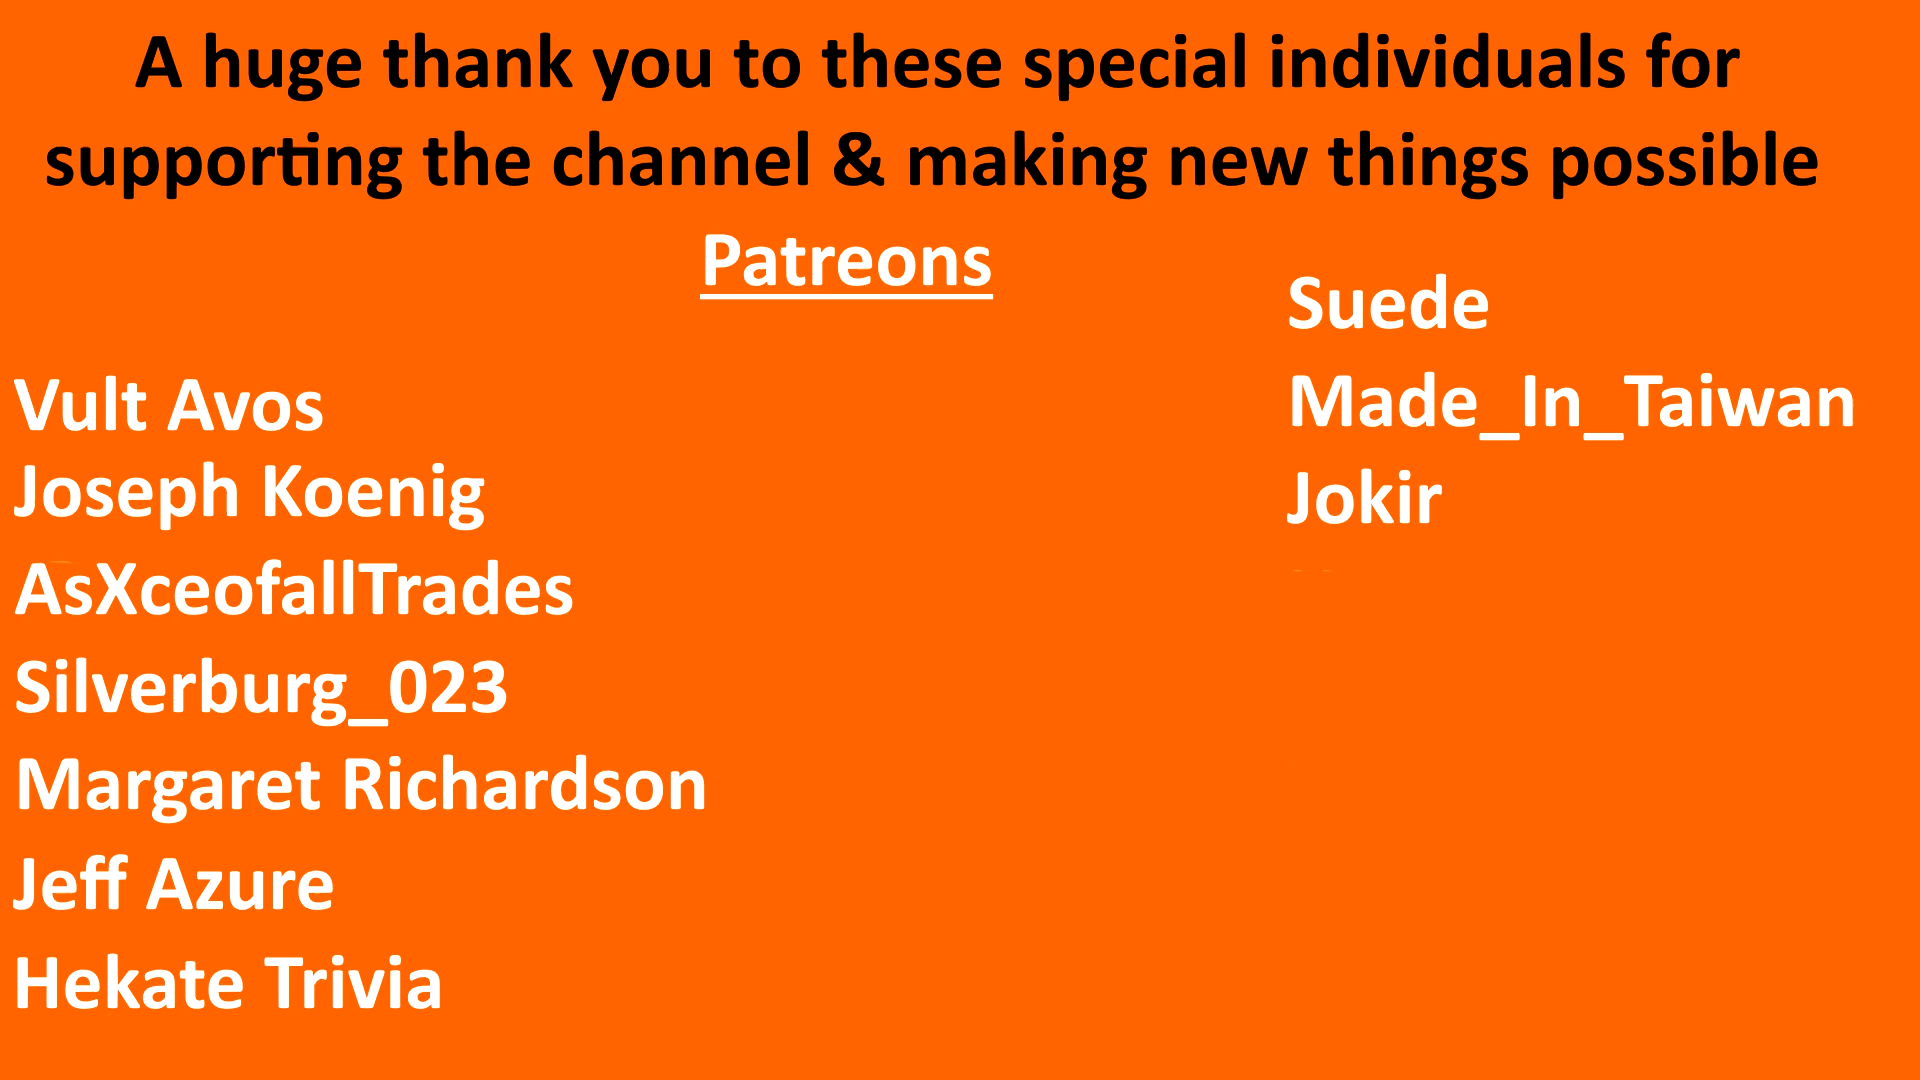 A huge thank you to these special individuals for
supporting the channel & making new things possible
Patreons
Vult Avos
Joseph Koenig
AsXceofallTrades
Silverburg_023
Margaret Richardson
Jeff Azure
Hekate Trivia
Suede
Made_In_Taiwan
Jokir